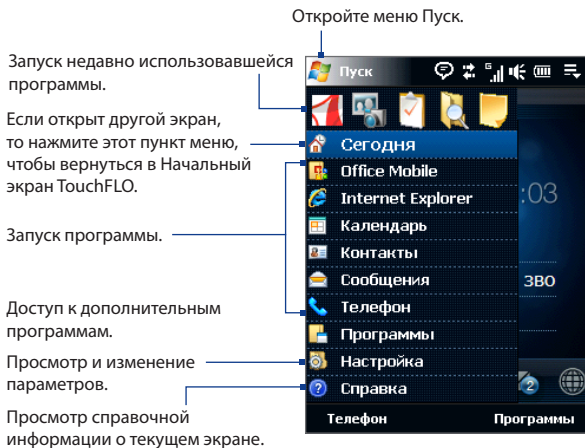 Откройте меню Пуск.
Запуск недавно использовавшейся
программы.
Если открыт другой экран,
то нажмите этот пункт меню,
чтобы вернуться в Начальный
экран TouchFLO.
Запуск программы.
Доступ к дополнительным
программам.
Просмотр и изменение
параметров.
Просмотр справочной
информации о текущем экране.
Пуск
Сегодня
Office Mobile
Internet Explorer
Календарь
Контакты
Сообщения
Телефон
Программы
Настройка
Справка
:03
ЗВО
2
Телефон
Программы